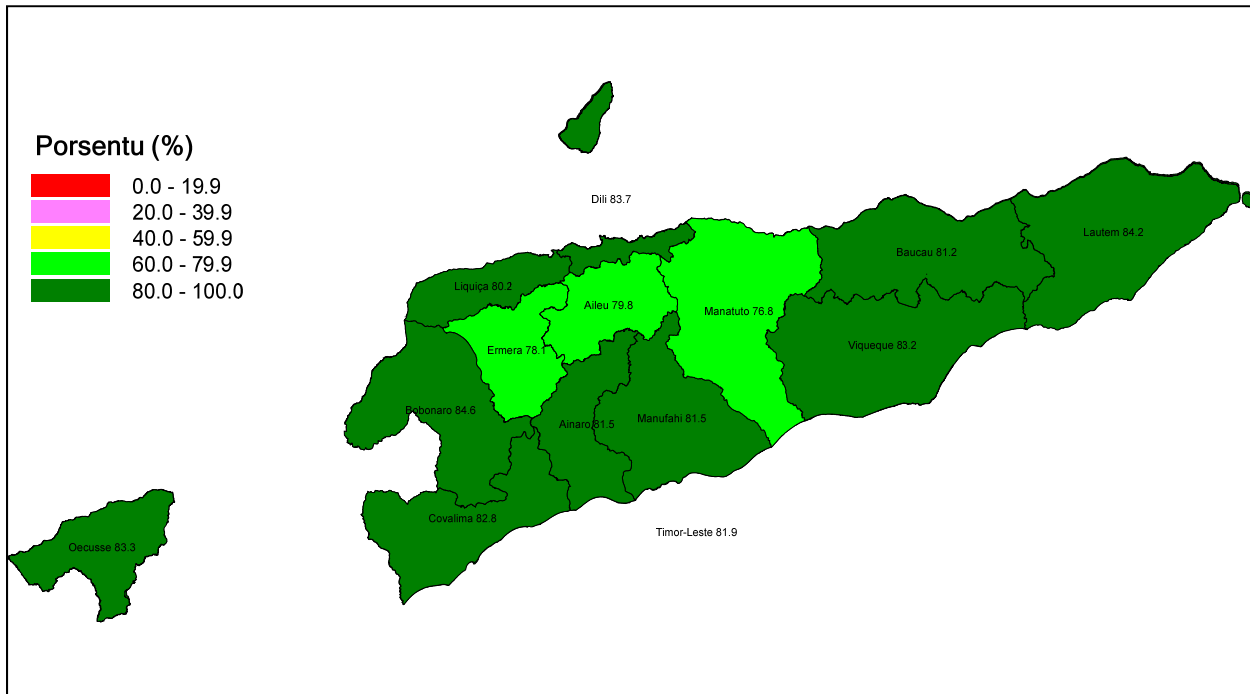 Porsentu (%)
0.0 - 19.9
20.0 - 39.9
40.0 - 59.9
60.0 - 79.9
80.0 - 100.0
Dili 83.7
Lautem 84.2
Baucau 81.2
Liquiça 80.2
Aileu 79.8
Manatuto 76.8
Viqueque 83.2
Ermera 78.1
Bobonaro 84.6
Ainaro 81.5
Manufahi 81.5
Covalima 82.8
Timor-Leste 81.9
Oecusse 83.3